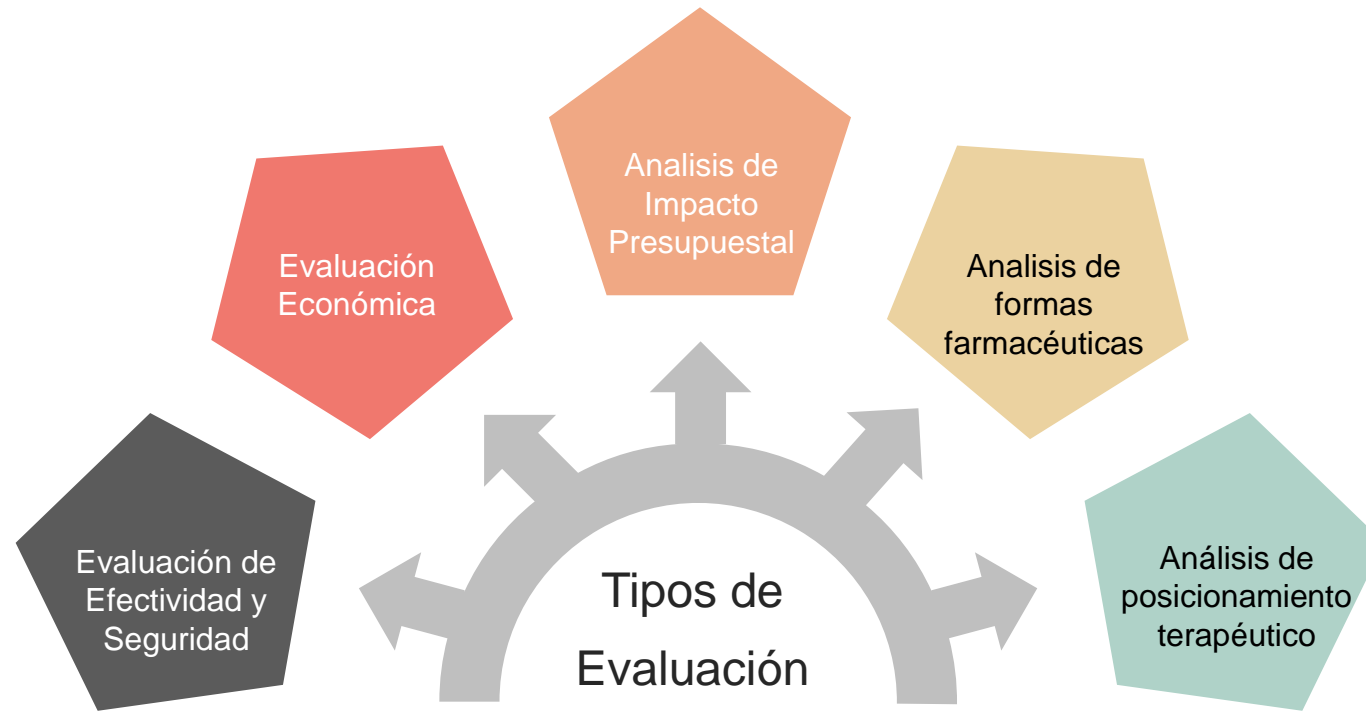 Analisis de
Impacto
Presupuestal
Evaluación
Económica
Analisis de
formas
farmacéuticas
Evaluación de
Efectividad y
Seguridad
Tipos de
Evaluación
Análisis de
posicionamiento
terapéutico